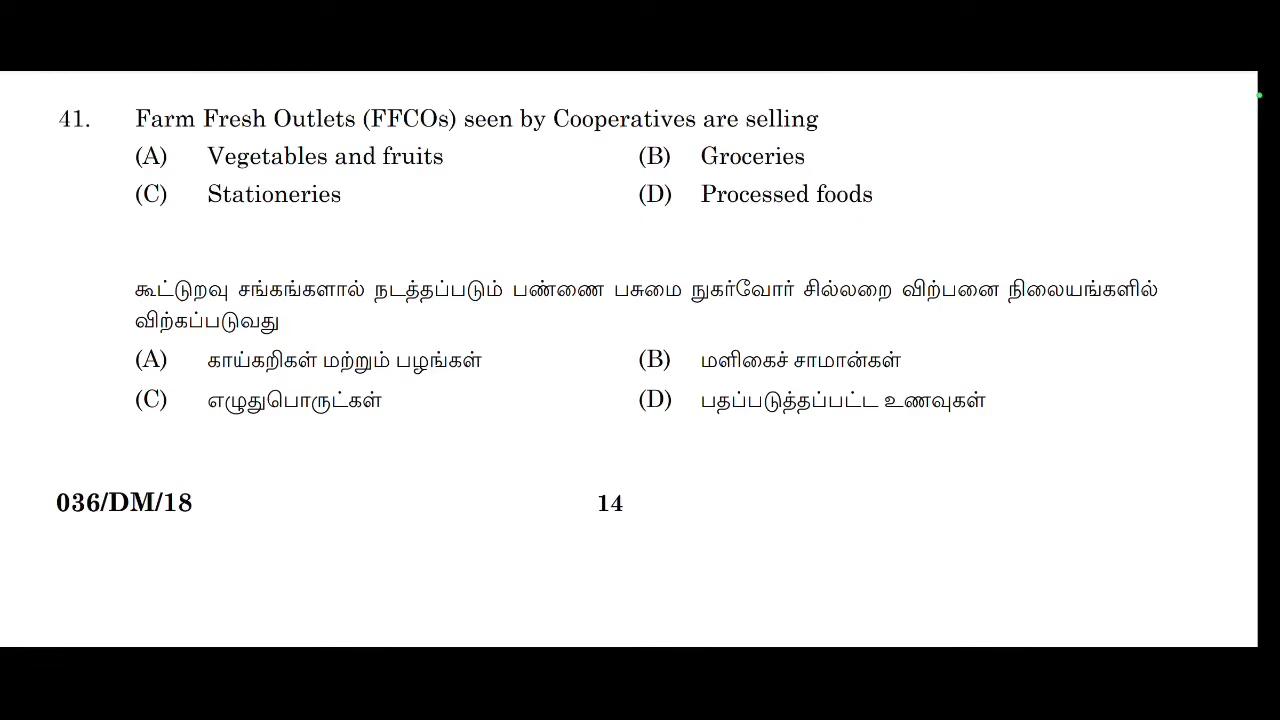 41. Farm Fresh Outlets (FFCOs) seen by Cooperatives are selling
(A) Vegetables and fruits (B) Groceries
(C) Stationeries (D) Processed foods
கூட்டுறவு சங்கங்களால் நடத்தப்படும் பண்ணை பசுமை நுகர்வோர் சில்லறை விற்பனை நிலையங்களில்
விற்கப்படுவது
(A) காய்கறிகள் மற்றும் பழங்கள் (B) மளிகைச் சாமான்கள்
(C) எழுதுபொருட்கள் (D) பதப்படுத்தப்பட்ட உணவுகள்
036/DM/18 14